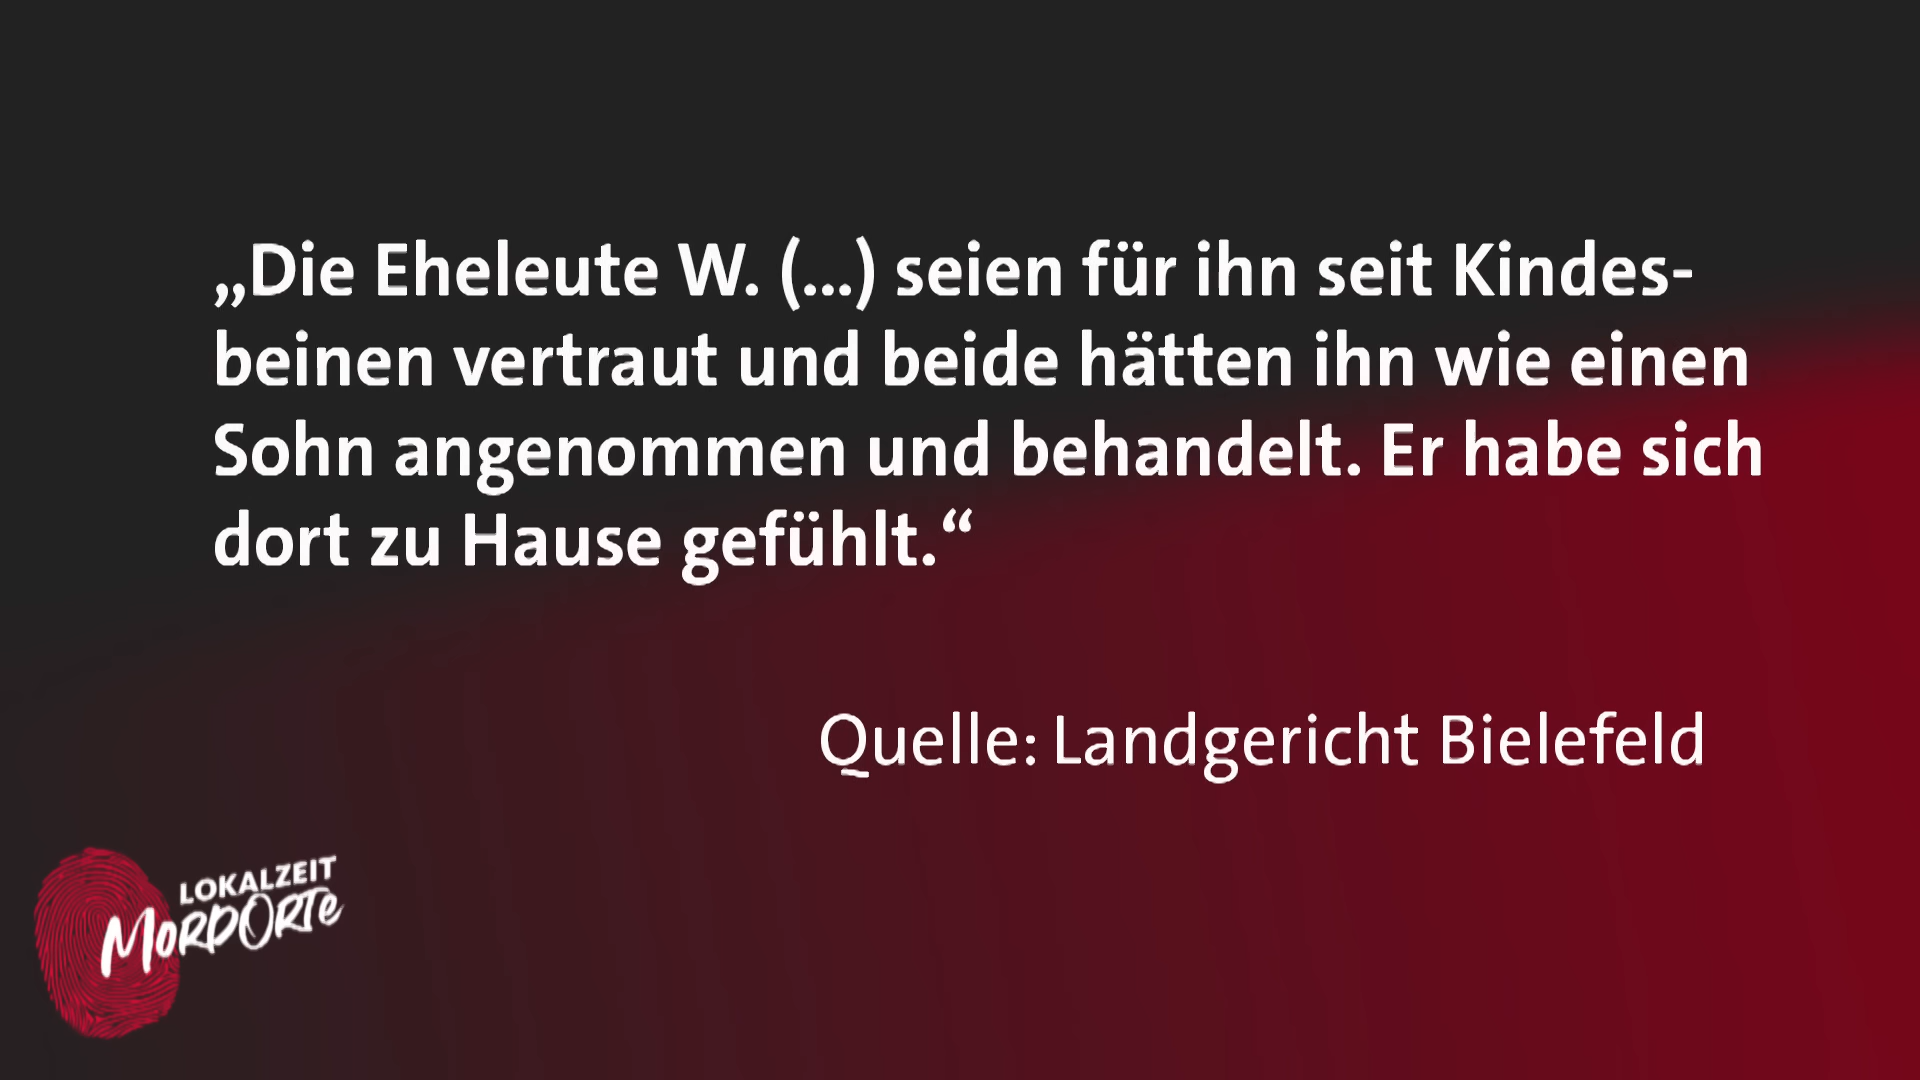 „Die Eheleute W. (...) seien für ihn seit Kindes-
beinen vertraut und beide hätten ihn wie einen
Sohn angenommen und behandelt. Er habe sich
dort zu Hause gefühlt.“
Quelle: Landgericht Bielefeld
LOKALZEIT
MORDORTE